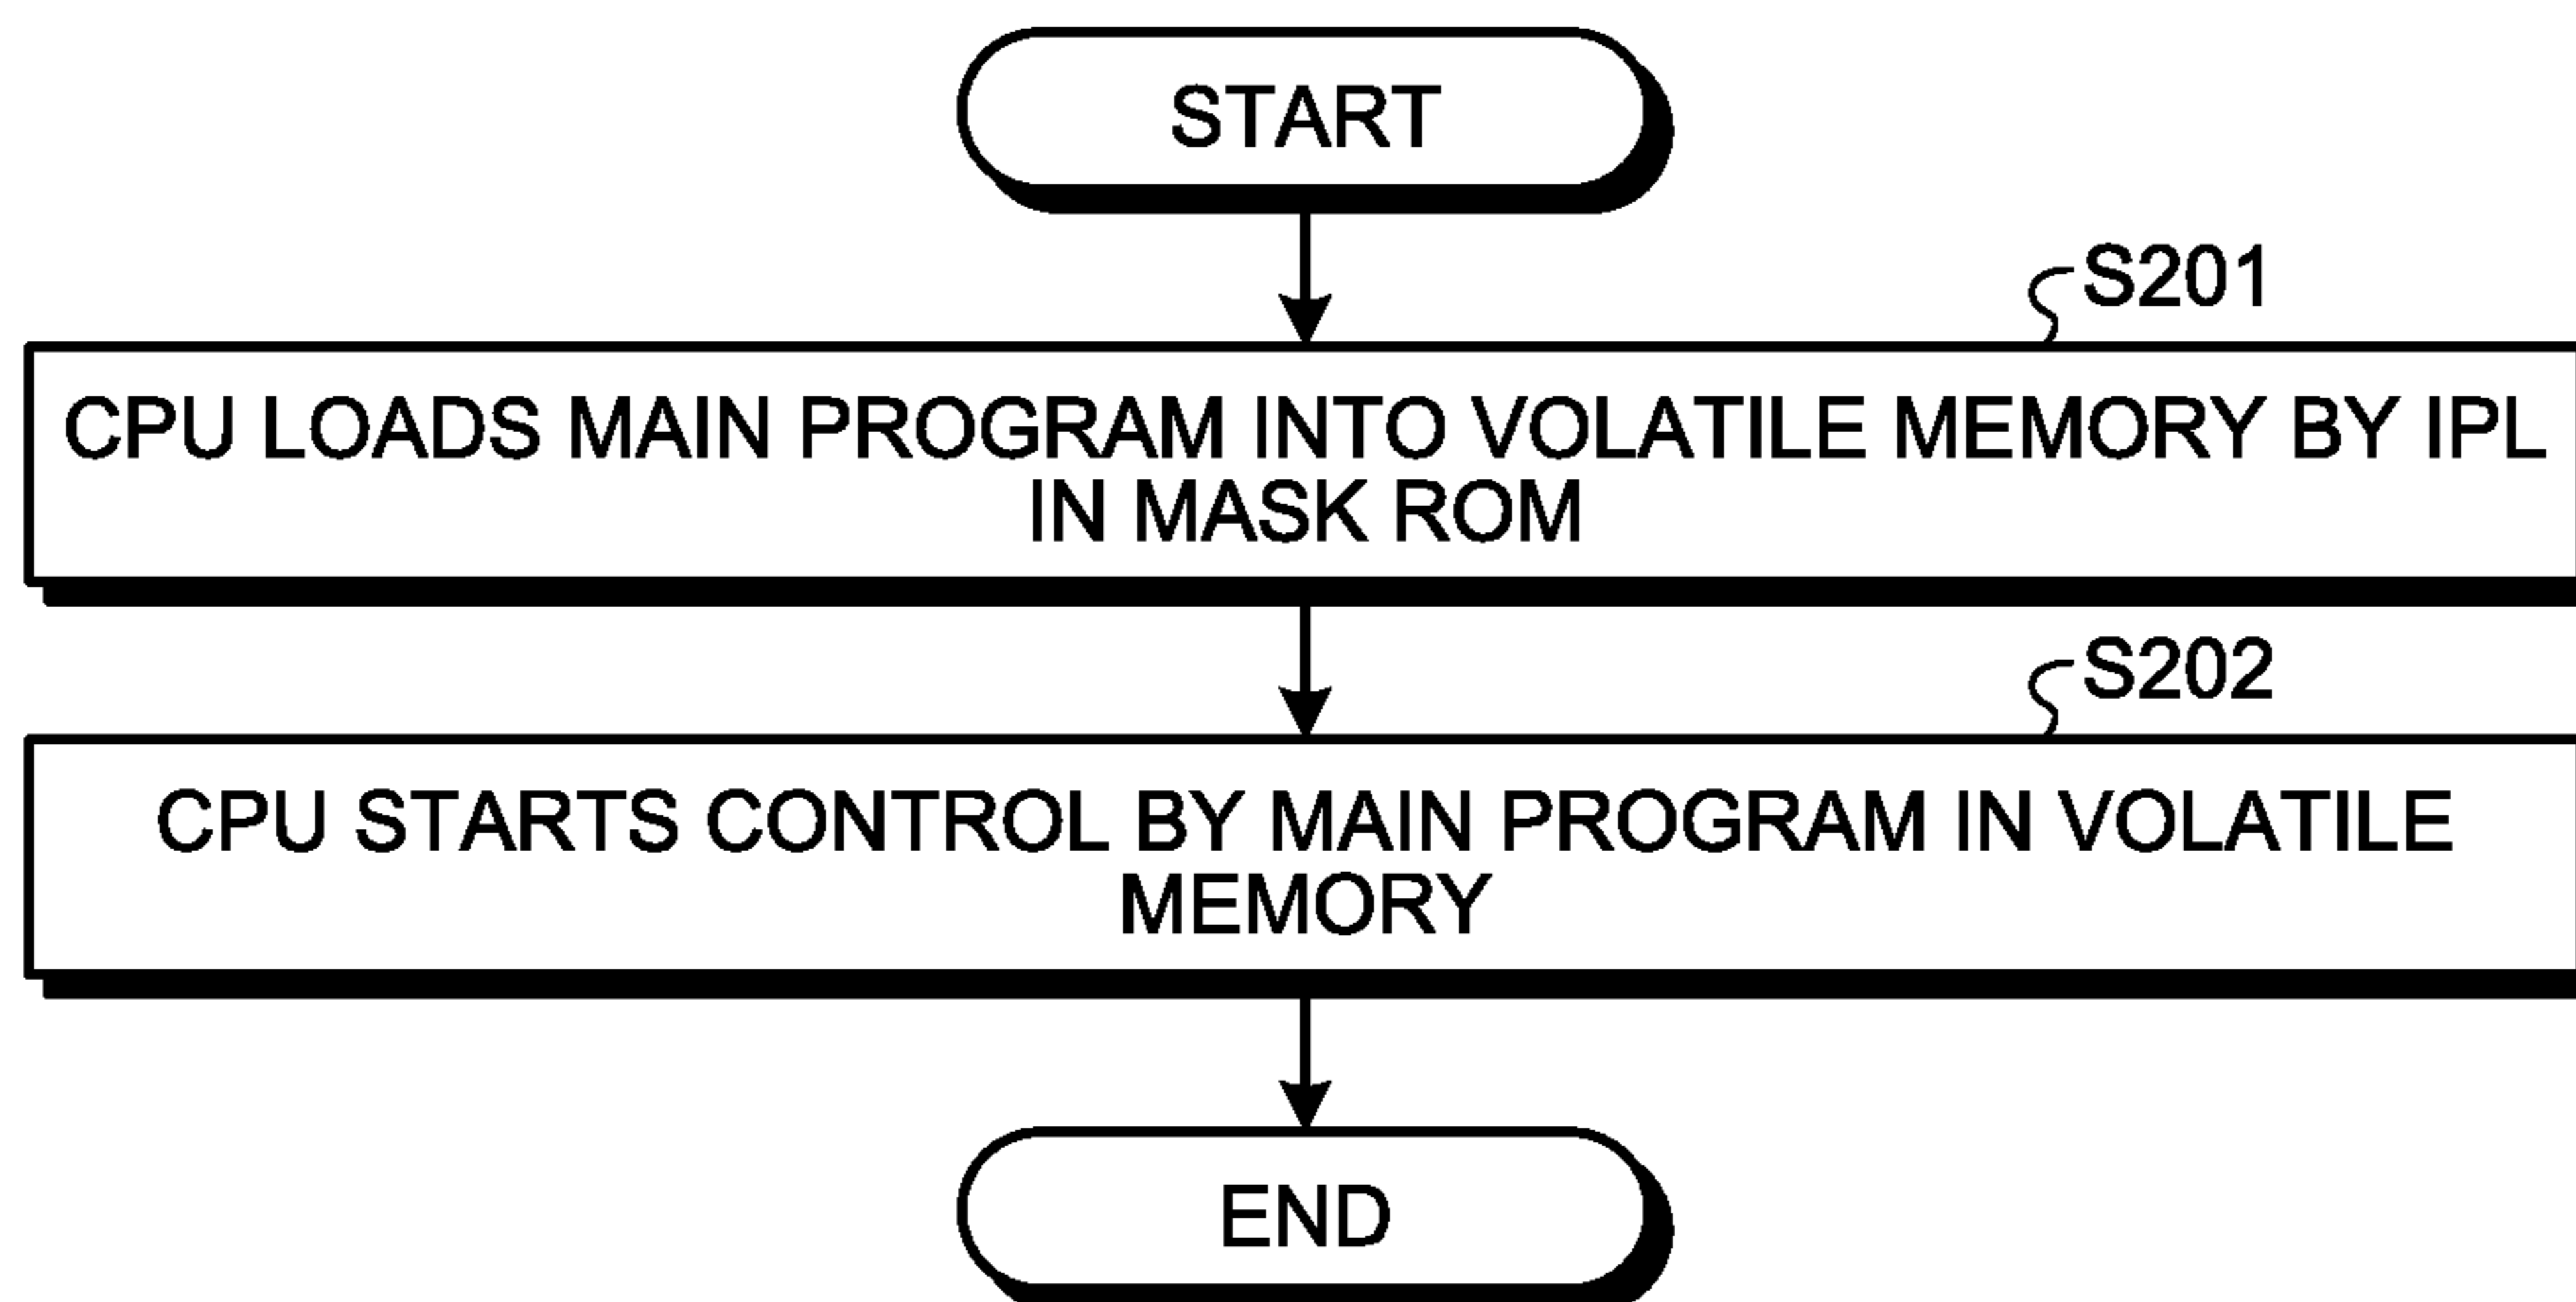 START
S201
CPU LOADS MAIN PROGRAM INTO VOLATILE MEMORY BY IPL
IN MASK ROM
S202
CPU STARTS CONTROL BY MAIN PROGRAM IN VOLATILE
MEMORY
END